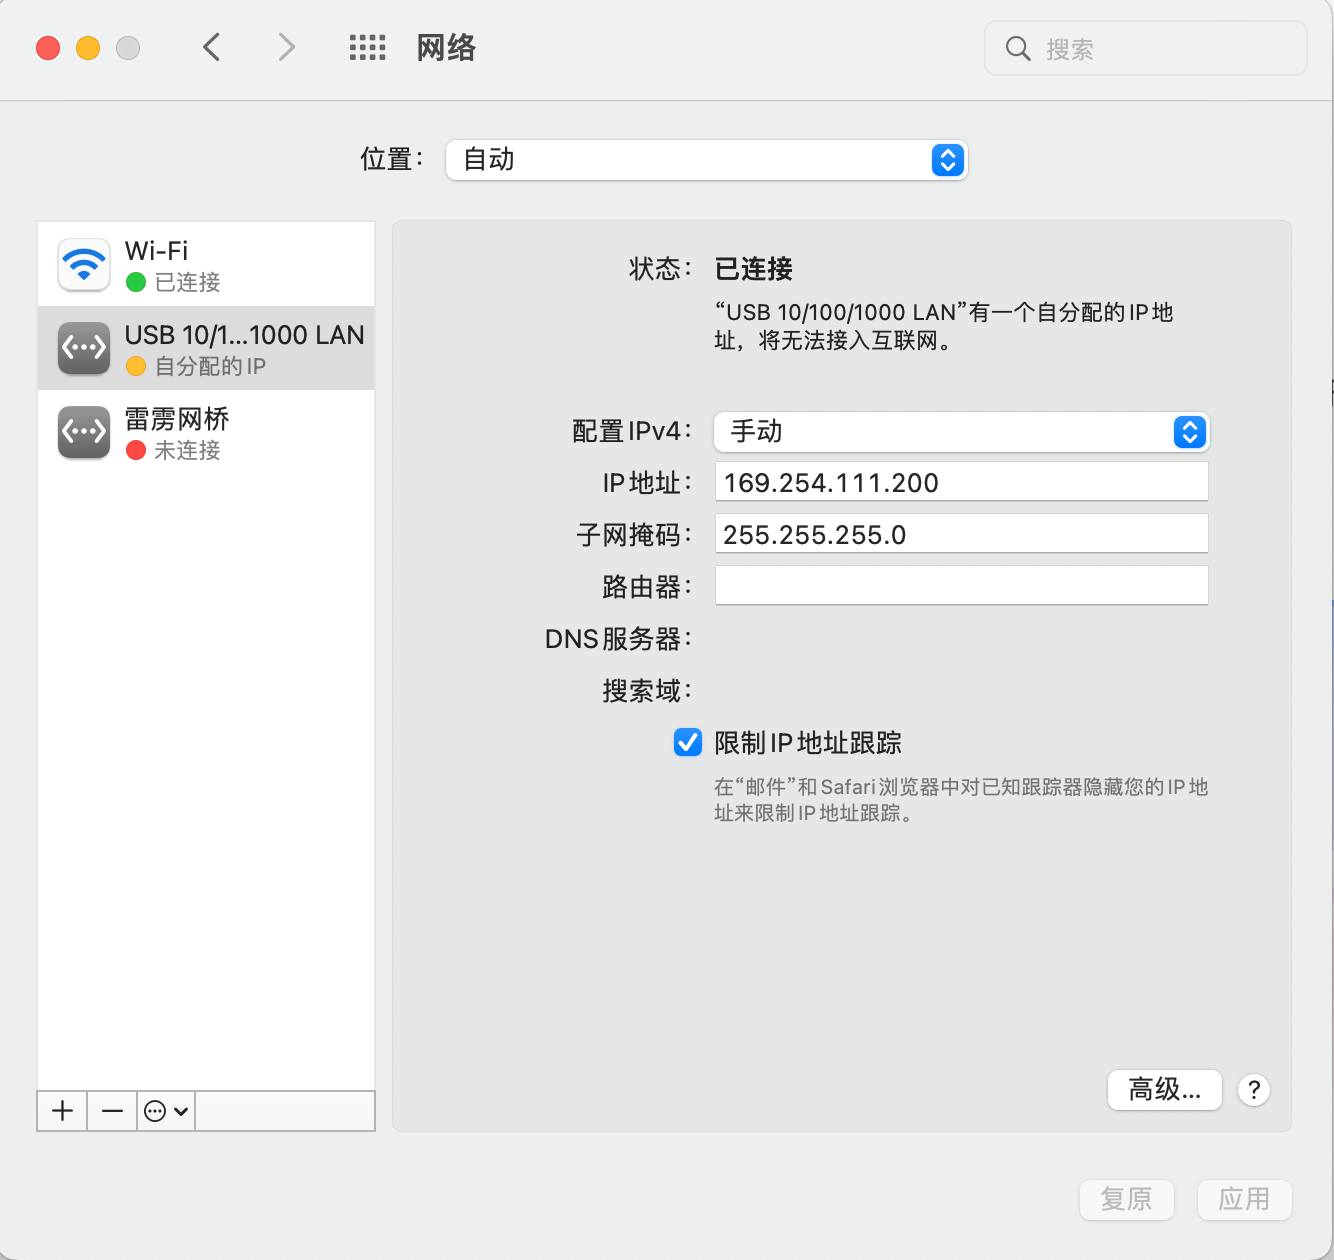 网络
搜索
位置：
自动
Wi-Fi
已连接
USB 10/1...1000 LAN
自分配的 IP
雷雳网桥
未连接
状态：
已连接
“USB 10/100/1000 LAN”有一个自分配的 IP 地
址，将无法接入互联网。
配置 IPv4：
手动
IP 地址：
169.254.111.200
子网掩码：
255.255.255.0
路由器：
DNS 服务器：
搜索域：
限制 IP 地址跟踪
在“邮件”和 Safari 浏览器中对已知跟踪器隐藏您的 IP 地
址来限制 IP 地址跟踪。
高级...
?
复原
应用